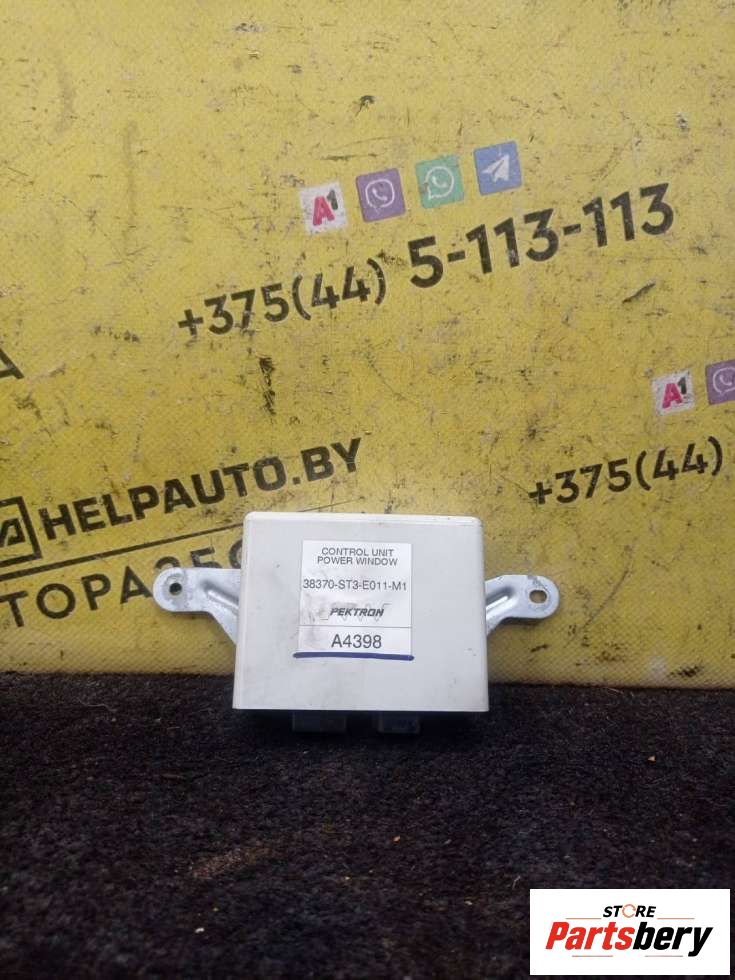 A1
+375(44) 5-113-113
A1
+375(44)
HELPAUTO.BY
CONTROL UNIT
POWER WINDOW
38370-ST3-E011-M1
PEKTRON
A4398
STORE
Partsbery